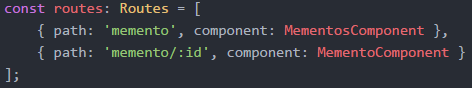 const routes: Routes = [
    { path: 'memento', component: MementosComponent },
    { path: 'memento/:id', component: MementoComponent }
];